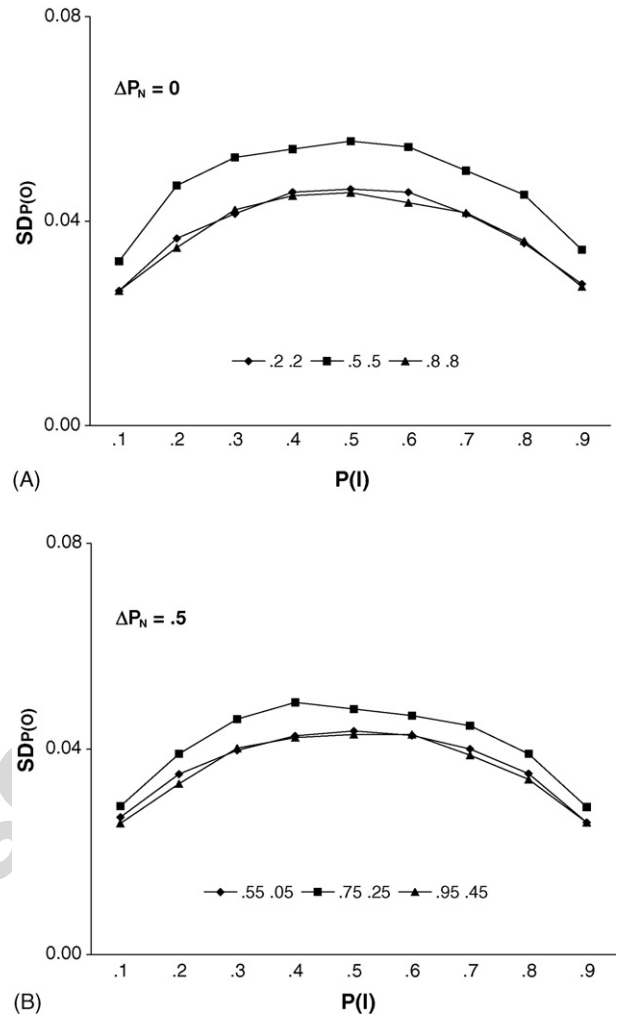 0.08
ΔPN = 0
SDP(O)
0.04
.2 .2 .5 .5 .8 .8
0.00
.1 .2 .3 .4 .5 .6 .7 .8 .9
(A) P(I)
0.08
ΔPN = .5
SDP(O)
0.04
.55 .05 .75 .25 .95 .45
0.00
.1 .2 .3 .4 .5 .6 .7 .8 .9
(B) P(I)